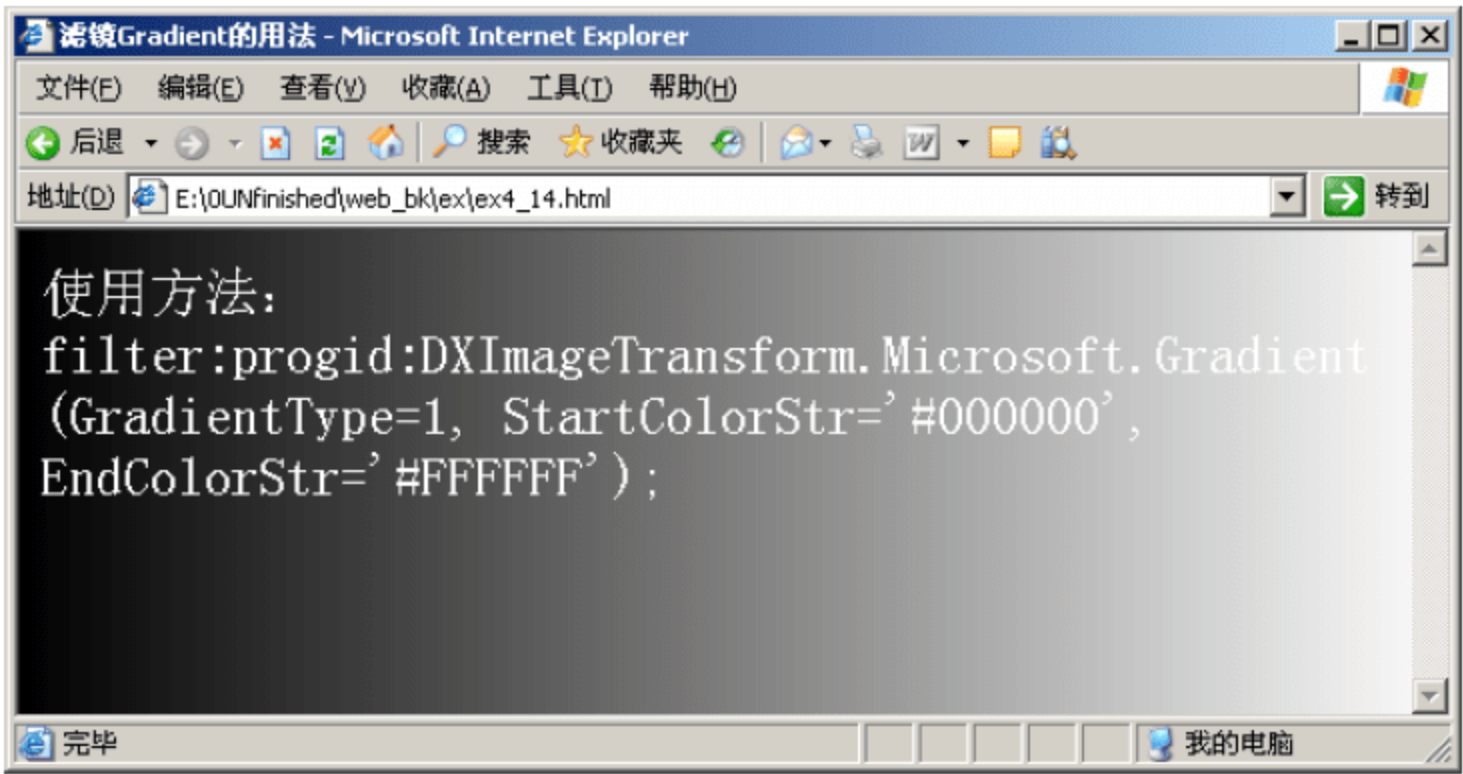 滤镜Gradient的用法 - Microsoft Internet Explorer
文件(F) 编辑(E) 查看(V) 收藏(A) 工具(T) 帮助(H)
后退 搜索 收藏夹 W
地址(D) E:\0UNfinished\web_bk\ex\ex4_14.html 转到
使用方法:
filter:progid:DXImageTransform.Microsoft.Gradient
(GradientType=1, StartColorStr='#000000',
EndColorStr='#FFFFFF');
完毕 我的电脑